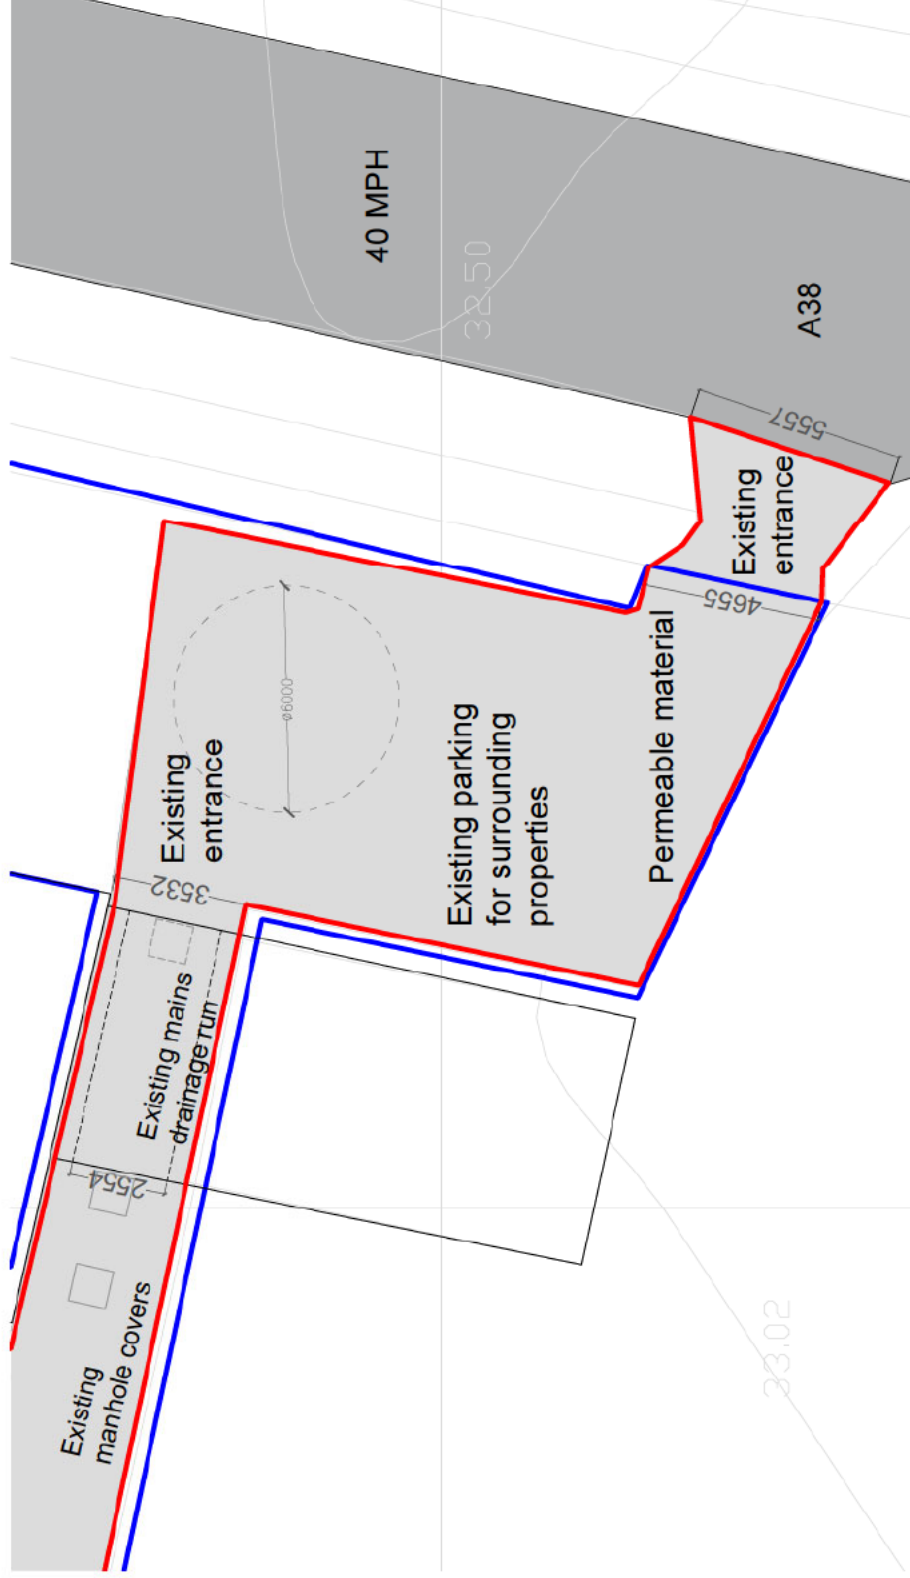 40 MPH
32.50
A38
5557
Existing
entrance
4655
Permeable material
ø6000
Existing
entrance
Existing parking
for surrounding
properties
3532
Existing mains
drainage run
2554
Existing
manhole covers
33.02